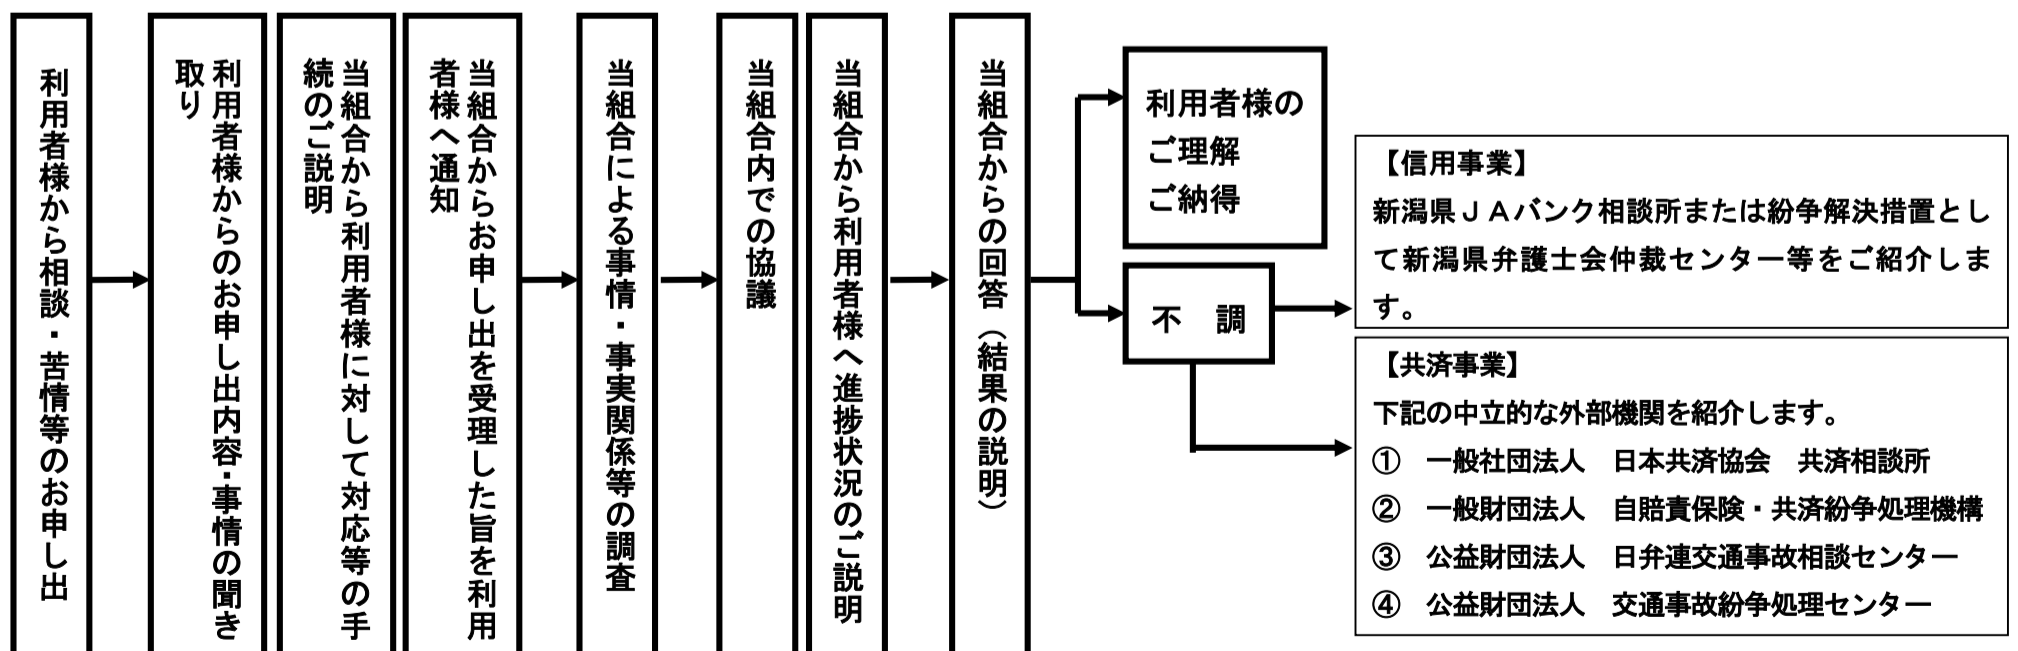 利用者様から相談・苦情等のお申し出
利用者様からのお申し出内容・事情の聞き
取り
当組合から利用者様に対して対応等の手
続のご説明
当組合からお申し出を受理した旨を利用
者様へ通知
当組合による事情・事実関係等の調査
当組合内での協議
当組合から利用者様へ進捗状況のご説明
当組合からの回答（結果の説明）
利用者様の
ご理解
ご納得
不　調
【信用事業】
新潟県ＪＡバンク相談所または紛争解決措置とし
て新潟県弁護士会仲裁センター等をご紹介しま
す。
【共済事業】
下記の中立的な外部機関を紹介します。
①　一般社団法人　日本共済協会　共済相談所
②　一般財団法人　自賠責保険・共済紛争処理機構
③　公益財団法人　日弁連交通事故相談センター
④　公益財団法人　交通事故紛争処理センター